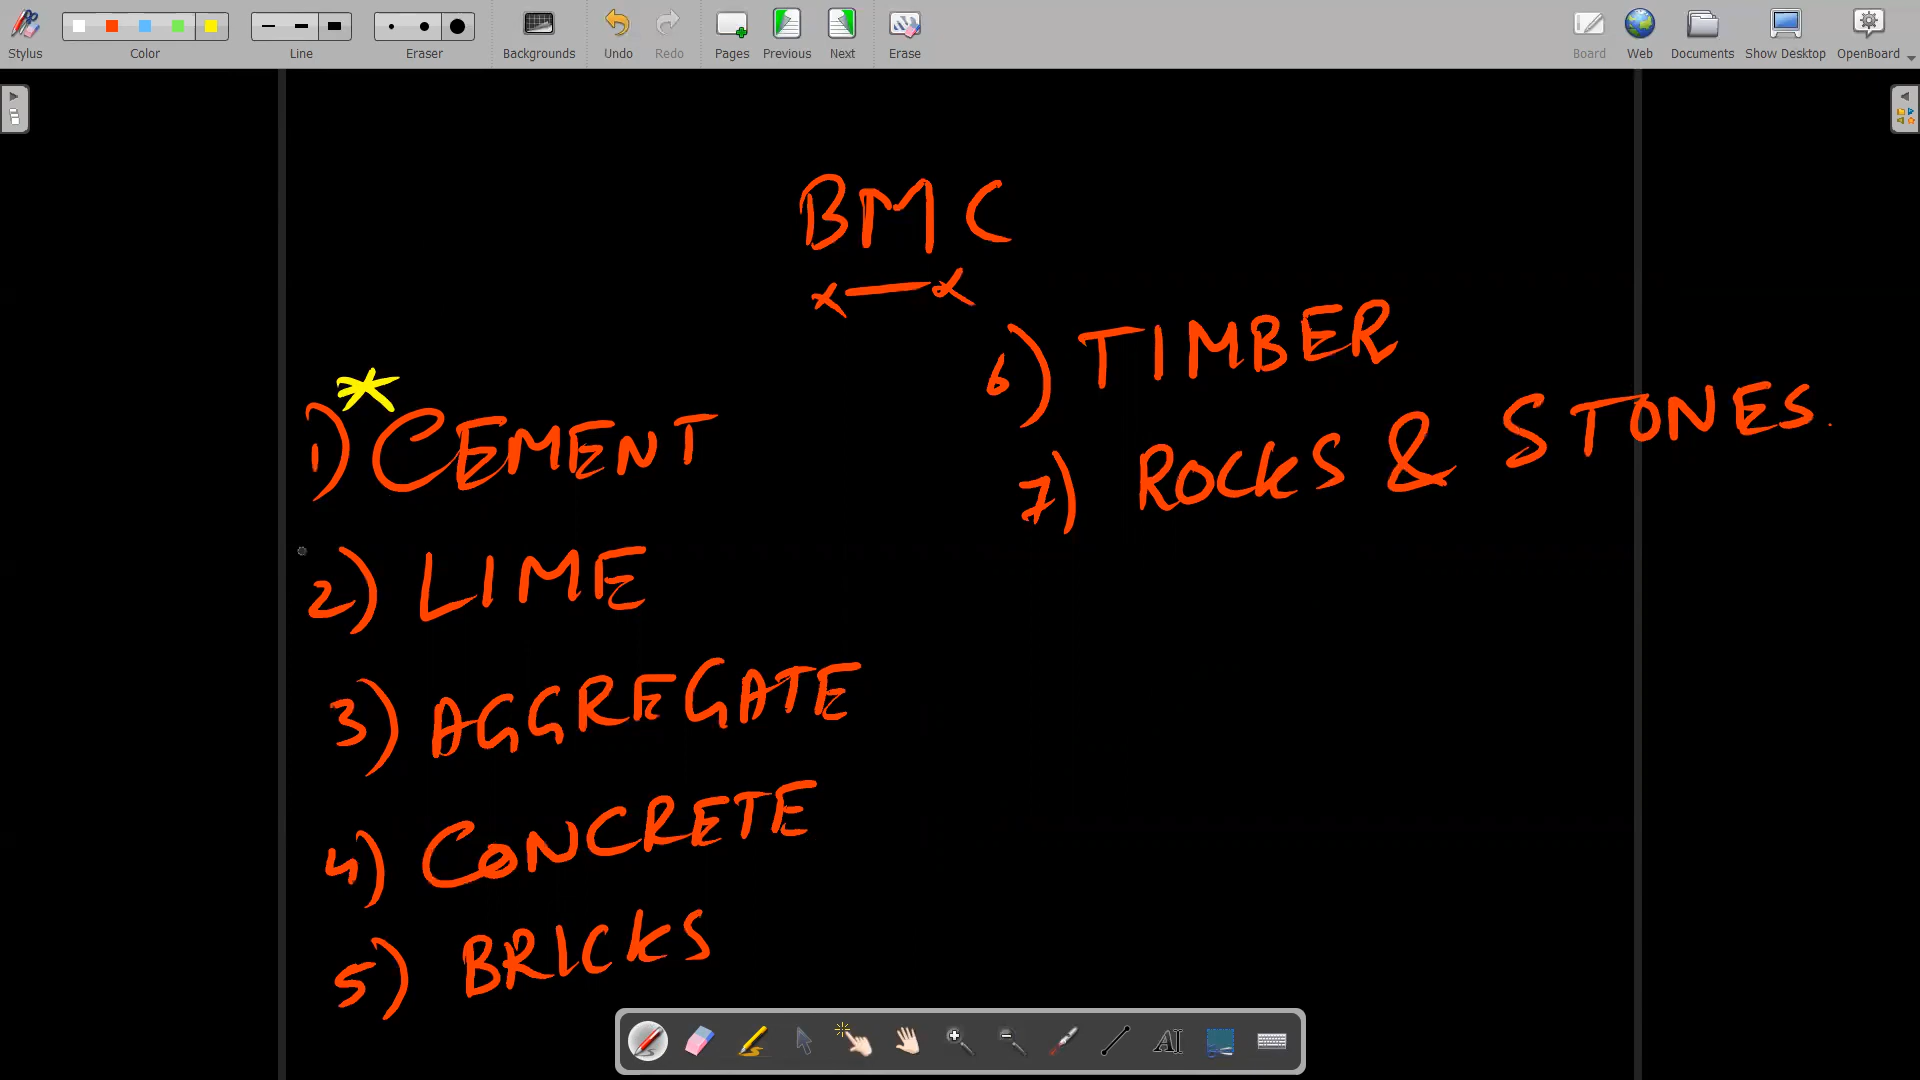 Stylus
Color
Line
Eraser
Backgrounds
Undo
Redo
Pages
Previous
Next
Erase
Board
Web
Documents
Show Desktop
OpenBoard
BMC
1) CEMENT
2) LIME
3) AGGREGATE
4) CONCRETE
5) BRICKS
6) TIMBER
7) ROCKS & STONES.